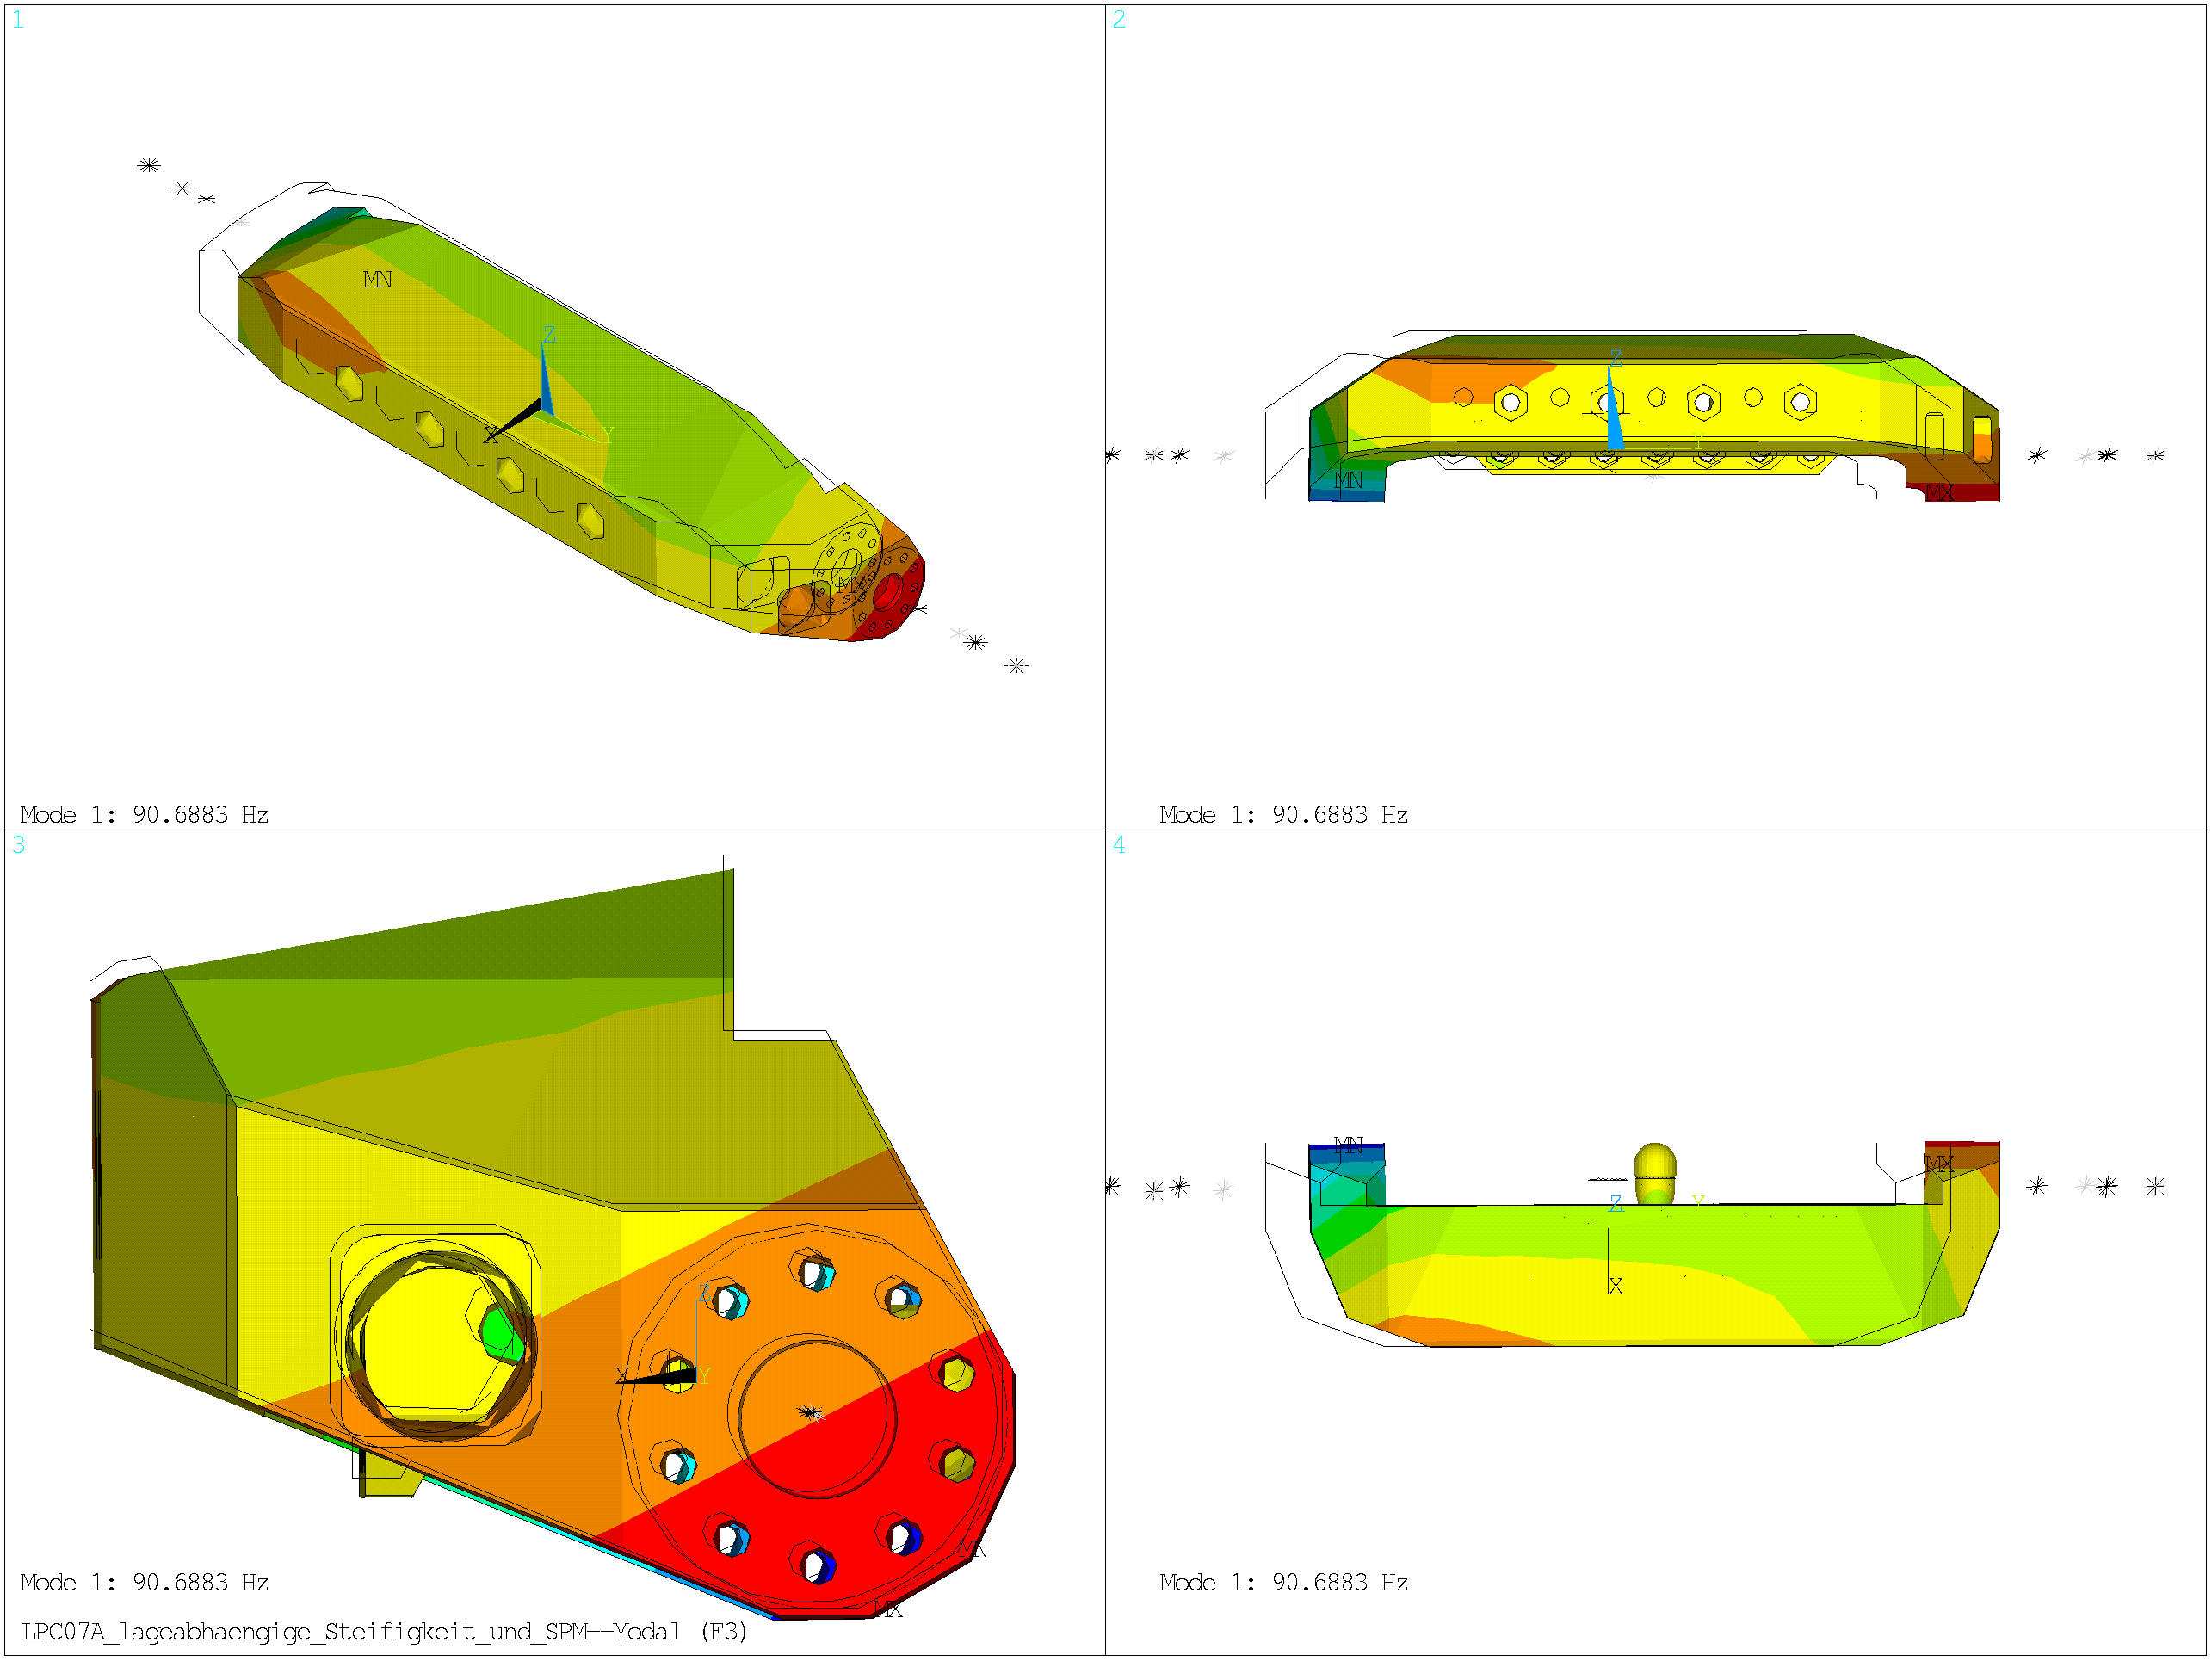 1
MN
Z
X
Y
MX
Mode 1: 90.6883 Hz
2
Z
Y
MN
MX
Mode 1: 90.6883 Hz
3
Z
X
Y
MN
MX
Mode 1: 90.6883 Hz
LPC07A_lageabhaengige_Steifigkeit_und_SPM--Modal (F3)
4
MN
MX
Z
Y
X
Mode 1: 90.6883 Hz